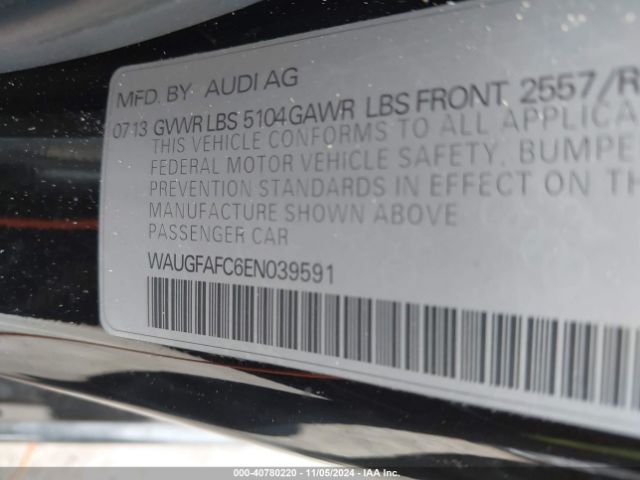 MFD. BY AUDI AG
07-13 GVWR LBS 5104 GAWR LBS FRONT 2557/R
THIS VEHICLE CONFORMS TO ALL APPLICA
FEDERAL MOTOR VEHICLE SAFETY, BUMPE
PREVENTION STANDARDS IN EFFECT ON TH
MANUFACTURE SHOWN ABOVE
PASSENGER CAR
WAUGFAFC6EN039591
000-40780220 - 11/05/2024 - IAA Inc.